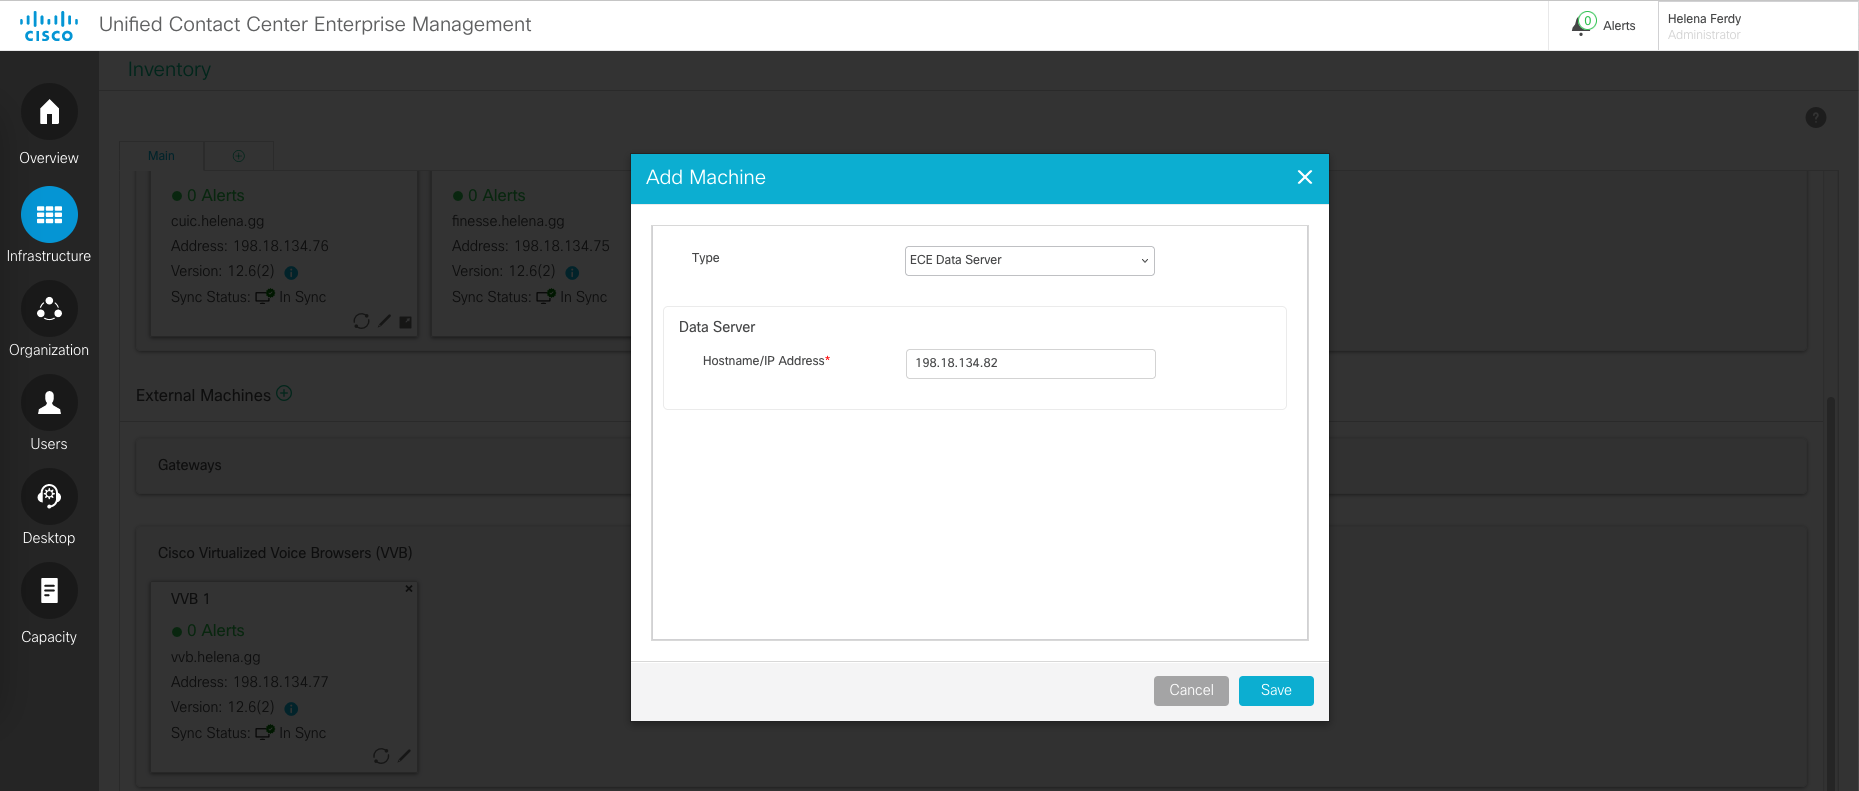 CISCO
Unified Contact Center Enterprise Management
0
Alerts
Helena Ferdy
Administrator
Inventory
?
Overview
Infrastructure
Organization
Users
Desktop
Capacity
Main
0 Alerts
cuic.helena.gg
Address: 198.18.134.76
Version: 12.6(2) i
Sync Status: In Sync
0 Alerts
finesse.helena.gg
Address: 198.18.134.75
Version: 12.6(2) i
Sync Status: In Sync
External Machines
Gateways
Cisco Virtualized Voice Browsers (VVB)
VVB 1
0 Alerts
vvb.helena.gg
Address: 198.18.134.77
Version: 12.6(2) i
Sync Status: In Sync
Add Machine
Type
ECE Data Server
Data Server
Hostname/IP Address*
198.18.134.82
Cancel
Save